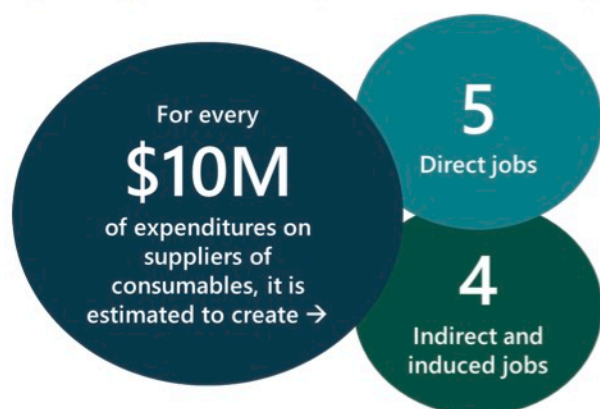 For every
$10M
of expenditures on
suppliers of
consumables, it is
estimated to create →
5
Direct jobs
4
Indirect and
induced jobs